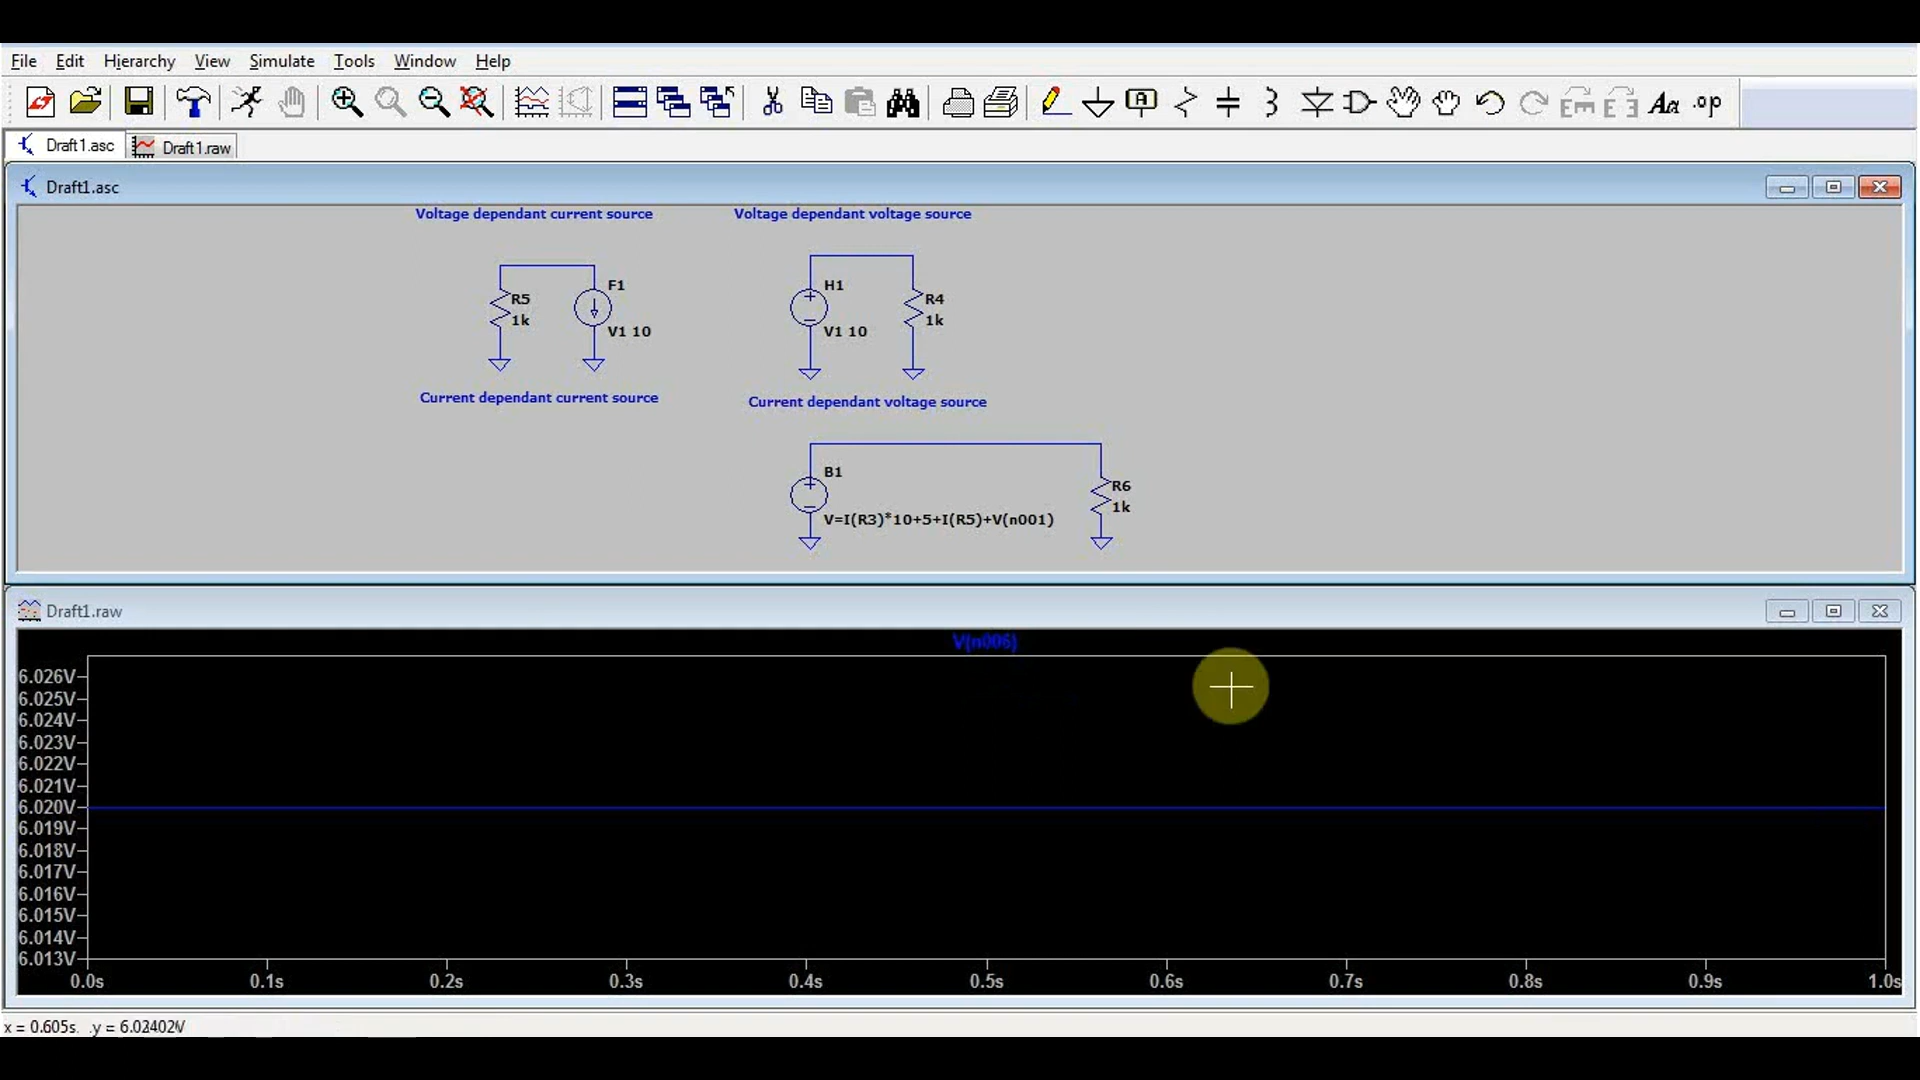 File Edit Hierarchy View Simulate Tools Window Help
A Aa .op
Draft1.asc Draft1.raw
Draft1.asc
Voltage dependant current source Voltage dependant voltage source
F1 H1
R5 R4
1k 1k
V1 10 V1 10
Current dependant current source Current dependant voltage source
B1
R6
1k
V=I(R3)*10+5+I(R5)+V(n001)
Draft1.raw
V(n006)
6.026V
6.025V
6.024V
6.023V
6.022V
6.021V
6.020V
6.019V
6.018V
6.017V
6.016V
6.015V
6.014V
6.013V
0.0s 0.1s 0.2s 0.3s 0.4s 0.5s 0.6s 0.7s 0.8s 0.9s 1.0s
x = 0.605s. y =